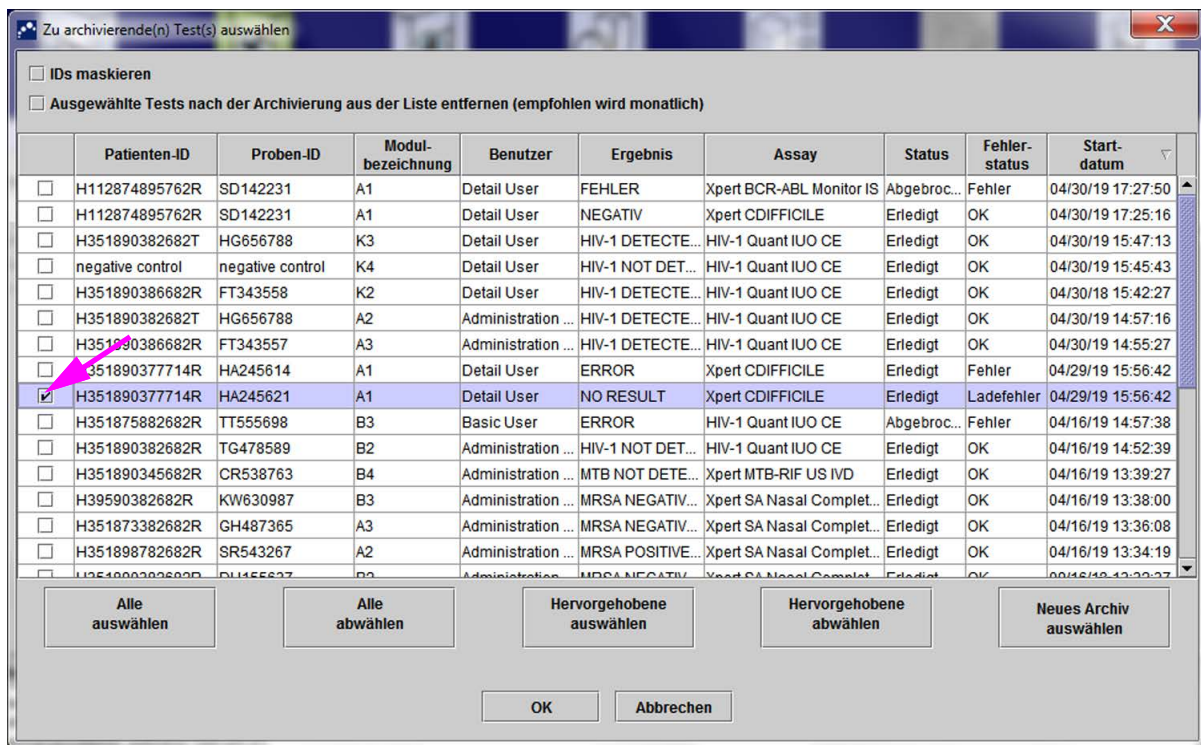 Zu archivierende(n) Test(s) auswählen
IDs maskieren
Ausgewählte Tests nach der Archivierung aus der Liste entfernen (empfohlen wird monatlich)
Patienten-ID Proben-ID Modul-bezeichnung Benutzer Ergebnis Assay Status Fehler-status Start-datum
H112874895762R SD142231 A1 Detail User FEHLER Xpert BCR-ABL Monitor IS Abgebroc... Fehler 04/30/19 17:27:50
H112874895762R SD142231 A1 Detail User NEGATIV Xpert CDIFFICILE Erledigt OK 04/30/19 17:25:16
H351890382682T HG656788 K3 Detail User HIV-1 DETECTE... HIV-1 Quant IUO CE Erledigt OK 04/30/19 15:47:13
negative control negative control K4 Detail User HIV-1 NOT DET... HIV-1 Quant IUO CE Erledigt OK 04/30/19 15:45:43
H351890386682R FT343558 K2 Detail User HIV-1 DETECTE... HIV-1 Quant IUO CE Erledigt OK 04/30/18 15:42:27
H351890382682T HG656788 A2 Administration ... HIV-1 DETECTE... HIV-1 Quant IUO CE Erledigt OK 04/30/19 14:57:16
H351890386682R FT343557 A3 Administration ... HIV-1 DETECTE... HIV-1 Quant IUO CE Erledigt OK 04/30/19 14:55:27
H351890377714R HA245614 A1 Detail User ERROR Xpert CDIFFICILE Erledigt Fehler 04/29/19 15:56:42
H351890377714R HA245621 A1 Detail User NO RESULT Xpert CDIFFICILE Erledigt Ladefehler 04/29/19 15:56:42
H351875882682R TT555698 B3 Basic User ERROR HIV-1 Quant IUO CE Abgebroc... Fehler 04/16/19 14:57:38
H351890382682R TG478589 B2 Administration ... HIV-1 NOT DET... HIV-1 Quant IUO CE Erledigt OK 04/16/19 14:52:39
H351890345682R CR538763 B4 Administration ... MTB NOT DETE... Xpert MTB-RIF US IVD Erledigt OK 04/16/19 13:39:27
H39590382682R KW630987 B3 Administration ... MRSA NEGATIV... Xpert SA Nasal Complet... Erledigt OK 04/16/19 13:38:00
H351873382682R GH487365 A3 Administration ... MRSA NEGATIV... Xpert SA Nasal Complet... Erledigt OK 04/16/19 13:36:08
H351898782682R SR543267 A2 Administration ... MRSA POSITIVE... Xpert SA Nasal Complet... Erledigt OK 04/16/19 13:34:19
Alle auswählen
Alle abwählen
Hervorgehobene auswählen
Hervorgehobene abwählen
Neues Archiv auswählen
OK
Abbrechen